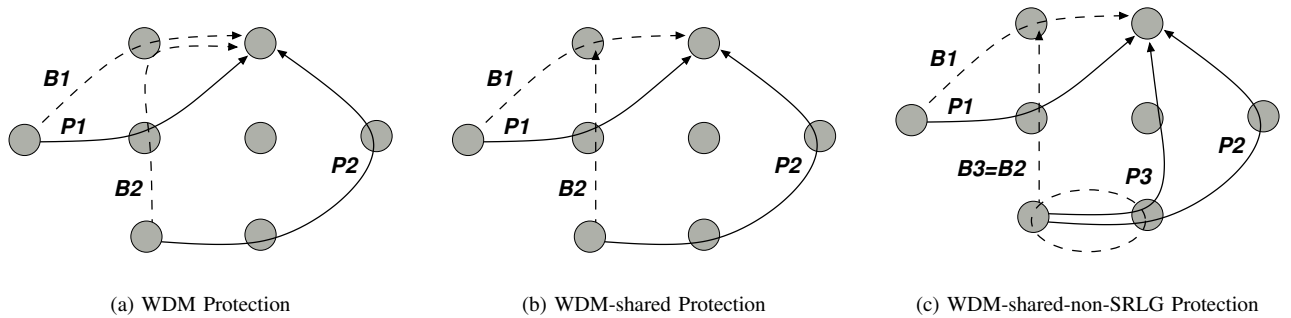 B1
P1
P2
B2
(a) WDM Protection
B1
P1
P2
B2
(b) WDM-shared Protection
B1
P1
P2
B3=B2
P3
(c) WDM-shared-non-SRLG Protection